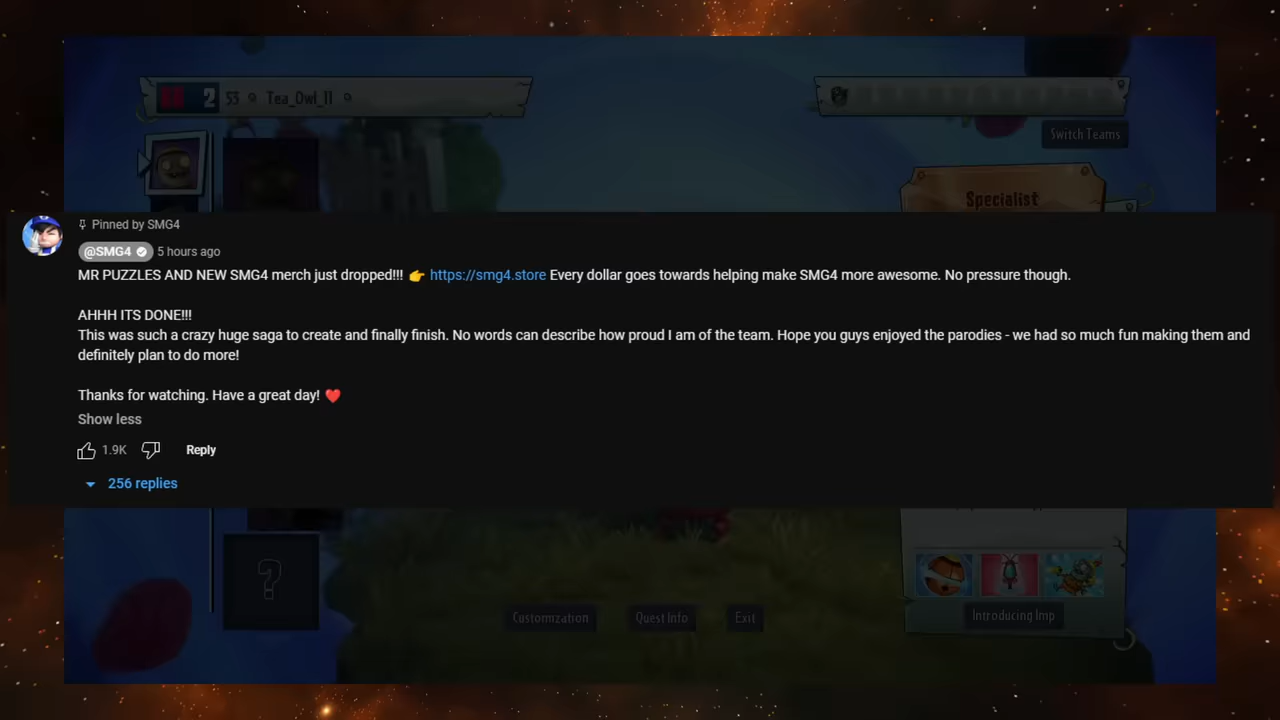 2 53 Tea_Owl_11
Switch Teams
Specialist
Pinned by SMG4
@SMG4 5 hours ago
MR PUZZLES AND NEW SMG4 merch just dropped!!! 👉 https://smg4.store Every dollar goes towards helping make SMG4 more awesome. No pressure though.
AHHH ITS DONE!!!
This was such a crazy huge saga to create and finally finish. No words can describe how proud I am of the team. Hope you guys enjoyed the parodies - we had so much fun making them and
definitely plan to do more!
Thanks for watching. Have a great day! ❤️
Show less
1.9K Reply
256 replies
?
Customization Quest Info Exit
Introducing Imp